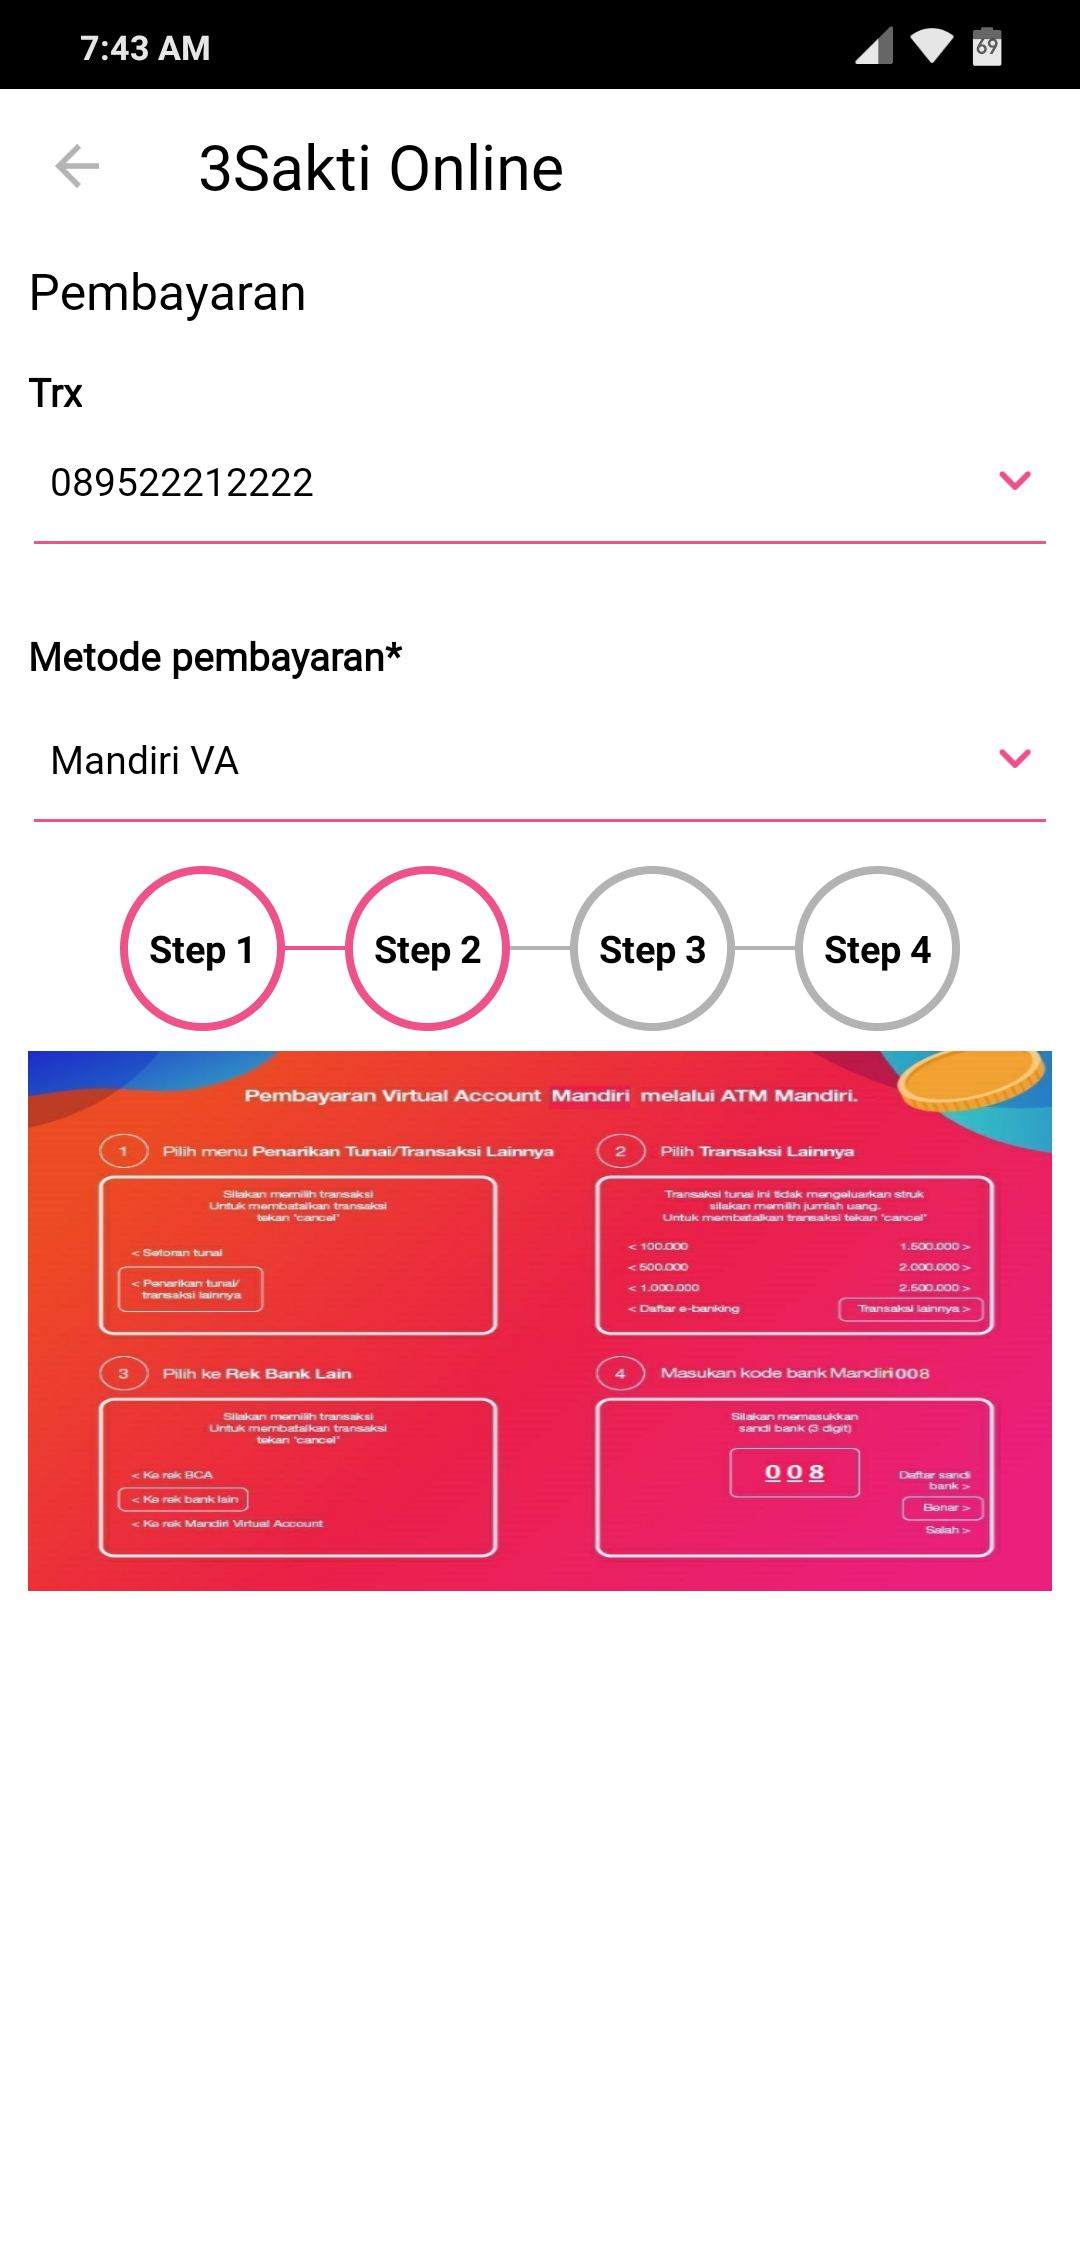 7:43 AM
69
3Sakti Online
Pembayaran
Trx
089522212222
Metode pembayaran*
Mandiri VA
Step 1
Step 2
Step 3
Step 4
Pembayaran Virtual Account Mandiri melalui ATM Mandiri.
1 Pilih menu Penarikan Tunai/Transaksi Lainnya
Silakan memilih transaksi
Untuk membatalkan transaksi
tekan "cancel"
< Setoran tunai
< Penarikan tunai/
transaksi lainnya
2 Pilih Transaksi Lainnya
Transaksi tunai ini tidak mengeluarkan struk
silakan memilih jumlah uang.
Untuk membatalkan transaksi tekan "cancel"
< 100.000 1.500.000 >
< 500.000 2.000.000 >
< 1.000.000 2.500.000 >
< Daftar e-banking Transaksi lainnya >
3 Pilih ke Rek Bank Lain
Silakan memilih transaksi
Untuk membatalkan transaksi
tekan "cancel"
< Ke rek BCA
< Ke rek bank lain
< Ke rek Mandiri Virtual Account
4 Masukan kode bank Mandiri 008
Silakan memasukkan
sandi bank (3 digit)
008
Daftar sandi
bank >
Benar >
Salah >